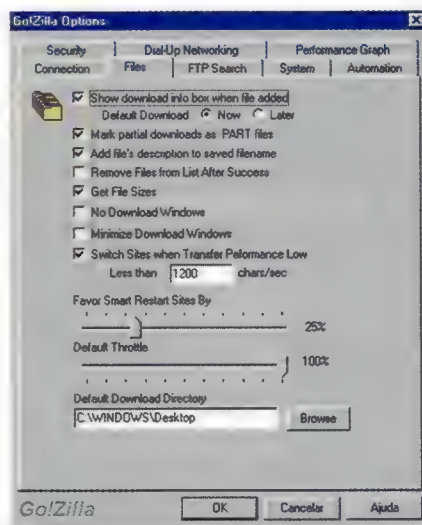 Go!Zilla Options
Security Dial-Up Networking Performance Graph
Connection Files FTP Search System Automation
Show download info box when file added
Default Download Now Later
Mark partial downloads as PART files
Add file's description to saved filename
Remove Files from List After Success
Get File Sizes
No Download Windows
Minimize Download Windows
Switch Sites when Transfer Peformance Low
Less than 1200 chars/sec
Favor Smart Restart Sites By
25%
Default Throttle
100%
Default Download Directory
C:\WINDOWS\Desktop Browse
Go!Zilla OK Cancelar Ajuda